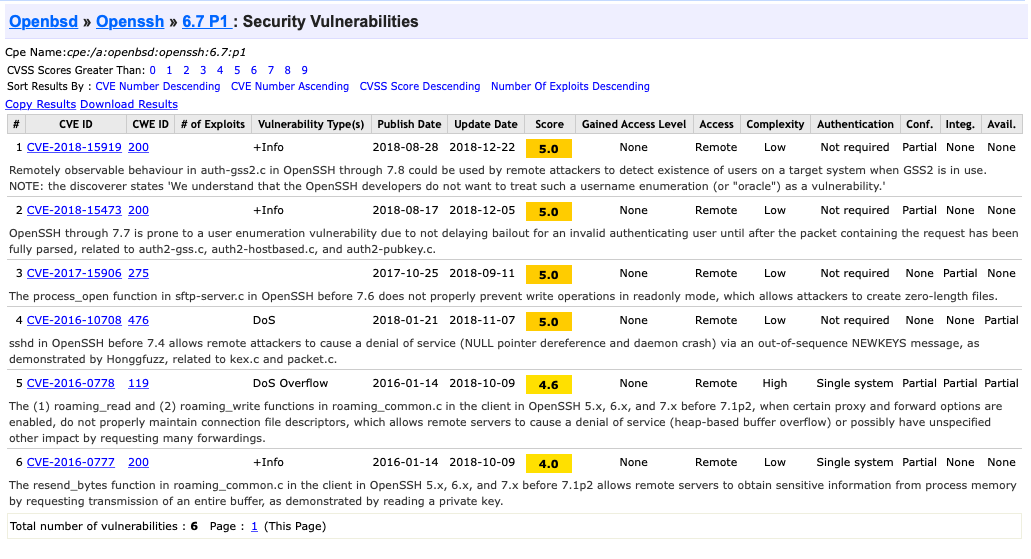 Openbsd » Openssh » 6.7 P1 : Security Vulnerabilities
Cpe Name:cpe:/a:openbsd:openssh:6.7:p1
CVSS Scores Greater Than: 0 1 2 3 4 5 6 7 8 9
Sort Results By : CVE Number Descending CVE Number Ascending CVSS Score Descending Number Of Exploits Descending
Copy Results Download Results
# CVE ID CWE ID # of Exploits Vulnerability Type(s) Publish Date Update Date Score Gained Access Level Access Complexity Authentication Conf. Integ. Avail.
1 CVE-2018-15919 200 +Info 2018-08-28 2018-12-22 5.0 None Remote Low Not required Partial None None
Remotely observable behaviour in auth-gss2.c in OpenSSH through 7.8 could be used by remote attackers to detect existence of users on a target system when GSS2 is in use.
NOTE: the discoverer states 'We understand that the OpenSSH developers do not want to treat such a username enumeration (or "oracle") as a vulnerability.'
2 CVE-2018-15473 200 +Info 2018-08-17 2018-12-05 5.0 None Remote Low Not required Partial None None
OpenSSH through 7.7 is prone to a user enumeration vulnerability due to not delaying bailout for an invalid authenticating user until after the packet containing the request has been
fully parsed, related to auth2-gss.c, auth2-hostbased.c, and auth2-pubkey.c.
3 CVE-2017-15906 275 2017-10-25 2018-09-11 5.0 None Remote Low Not required None Partial None
The process_open function in sftp-server.c in OpenSSH before 7.6 does not properly prevent write operations in readonly mode, which allows attackers to create zero-length files.
4 CVE-2016-10708 476 DoS 2018-01-21 2018-11-07 5.0 None Remote Low Not required None None Partial
sshd in OpenSSH before 7.4 allows remote attackers to cause a denial of service (NULL pointer dereference and daemon crash) via an out-of-sequence NEWKEYS message, as
demonstrated by Honggfuzz, related to kex.c and packet.c.
5 CVE-2016-0778 119 DoS Overflow 2016-01-14 2018-10-09 4.6 None Remote High Single system Partial Partial Partial
The (1) roaming_read and (2) roaming_write functions in roaming_common.c in the client in OpenSSH 5.x, 6.x, and 7.x before 7.1p2, when certain proxy and forward options are
enabled, do not properly maintain connection file descriptors, which allows remote servers to cause a denial of service (heap-based buffer overflow) or possibly have unspecified
other impact by requesting many forwardings.
6 CVE-2016-0777 200 +Info 2016-01-14 2018-10-09 4.0 None Remote Low Single system Partial None None
The resend_bytes function in roaming_common.c in the client in OpenSSH 5.x, 6.x, and 7.x before 7.1p2 allows remote servers to obtain sensitive information from process memory
by requesting transmission of an entire buffer, as demonstrated by reading a private key.
Total number of vulnerabilities : 6 Page : 1 (This Page)